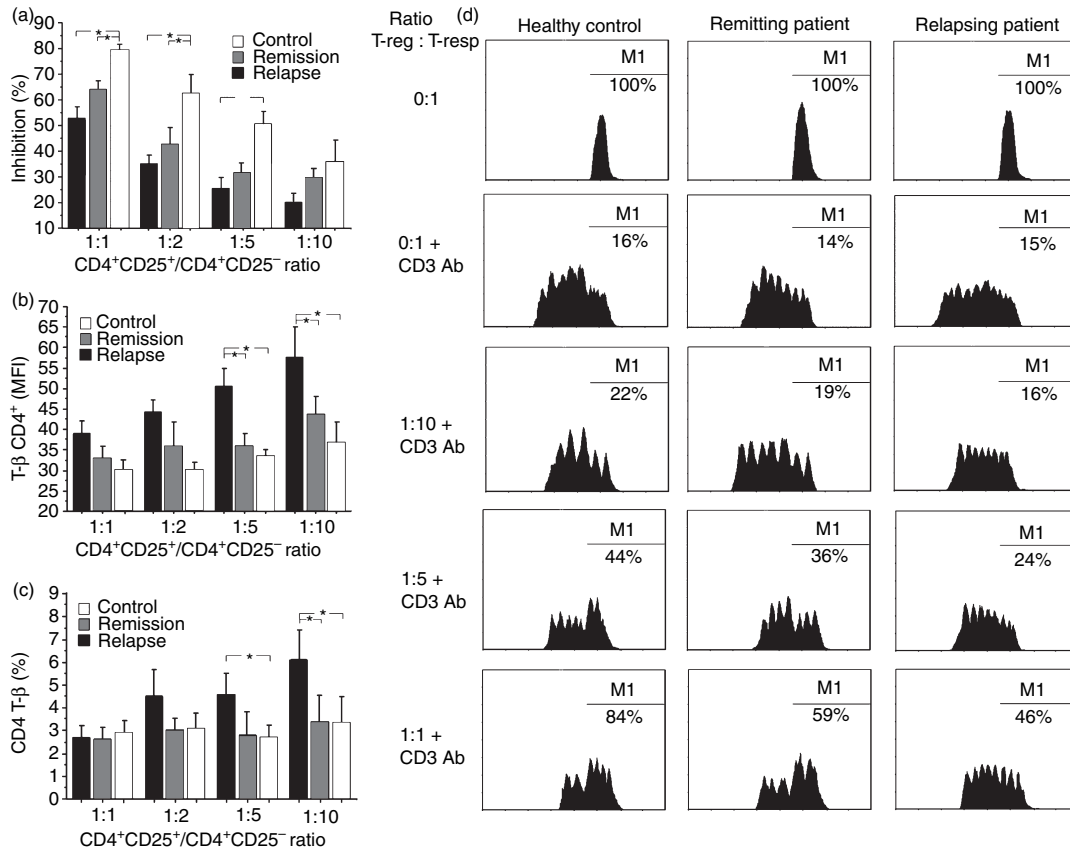 (a)
90
80
70
60
50
40
30
20
10
Inhibition (%)
* *
* *
Control
Remission
Relapse
1:1 1:2 1:5 1:10
CD4⁺CD25⁺/CD4⁺CD25⁻ ratio
(b)
70
65
60
55
50
45
40
35
30
25
20
T-β CD4⁺ (MFI)
Control
Remission
Relapse
* *
* *
1:1 1:2 1:5 1:10
CD4⁺CD25⁺/CD4⁺CD25⁻ ratio
(c)
9
8
7
6
5
4
3
2
1
0
CD4 T-β (%)
Control
Remission
Relapse
*
* *
1:1 1:2 1:5 1:10
CD4⁺CD25⁺/CD4⁺CD25⁻ ratio
(d)
Ratio
T-reg : T-resp
Healthy control Remitting patient Relapsing patient
0:1
M1 M1 M1
100% 100% 100%
0:1 +
CD3 Ab
M1 M1 M1
16% 14% 15%
1:10 +
CD3 Ab
M1 M1 M1
22% 19% 16%
1:5 +
CD3 Ab
M1 M1 M1
44% 36% 24%
1:1 +
CD3 Ab
M1 M1 M1
84% 59% 46%